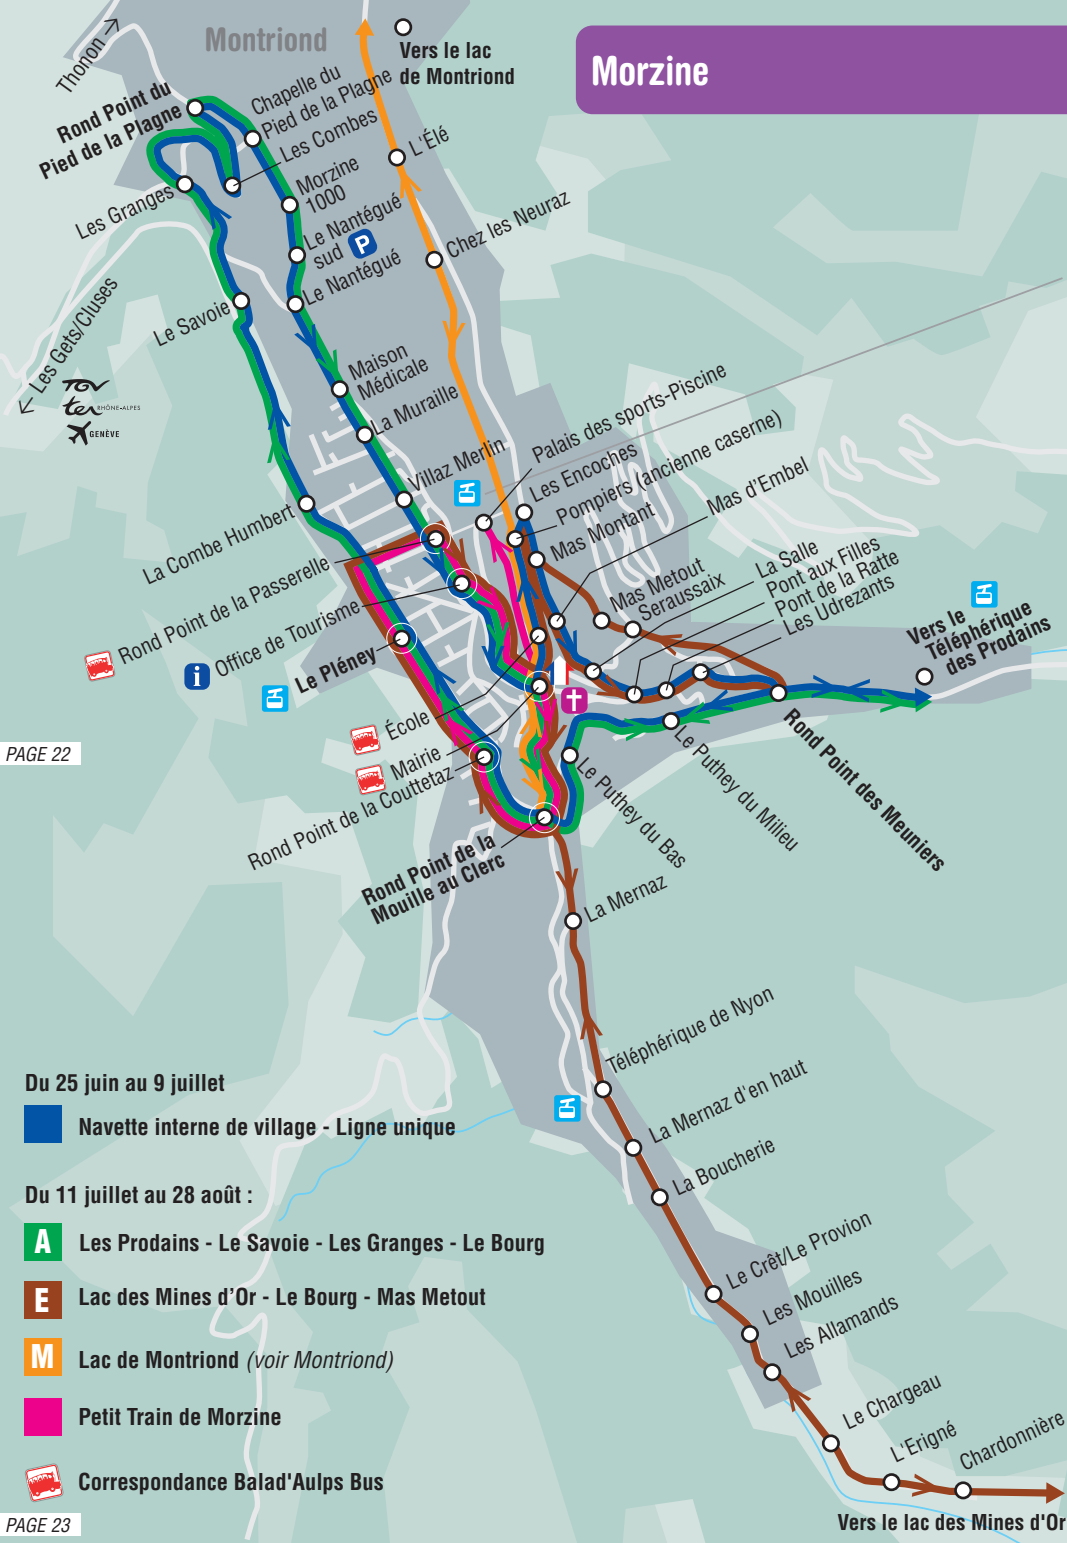 Montriond
Morzine
Thonon
Vers le lac
de Montriond
Rond Point du
Pied de la Plagne
Chapelle du
Pied de la Plagne
Les Combes
L'Élé
Les Granges
Morzine
1000
Le Nantégué
sud
P
Chez les Neuraz
Le Nantégué
Le Savoie
Les Gets/Cluses
TGV
ter
RHÔNE-ALPES
GENÈVE
Maison
Médicale
La Muraille
Villaz Merlin
Palais des sports-Piscine
Les Encoches
Pompiers (ancienne caserne)
Mas d'Embel
Mas Montant
La Combe Humbert
Rond Point de la Passerelle
Office de Tourisme
i
Le Pléney
Mas Metout
Seraussaix
La Salle
Pont aux Filles
Pont de la Ratte
Les Udrezants
Vers le
Téléphérique
des Prodains
École
Mairie
Rond Point de la Couttetaz
Rond Point de la
Mouille au Clerc
Le Puthey du Bas
Le Puthey du Milieu
Rond Point des Meuniers
PAGE 22
La Mernaz
Téléphérique de Nyon
La Mernaz d'en haut
La Boucherie
Le Crêt/Le Provion
Les Mouilles
Les Allamands
Le Chargeau
L'Erigné
Chardonnière
Vers le lac des Mines d'Or
Du 25 juin au 9 juillet
Navette interne de village - Ligne unique
Du 11 juillet au 28 août :
A Les Prodains - Le Savoie - Les Granges - Le Bourg
E Lac des Mines d’Or - Le Bourg - Mas Metout
M Lac de Montriond (voir Montriond)
Petit Train de Morzine
Correspondance Balad'Aulps Bus
PAGE 23